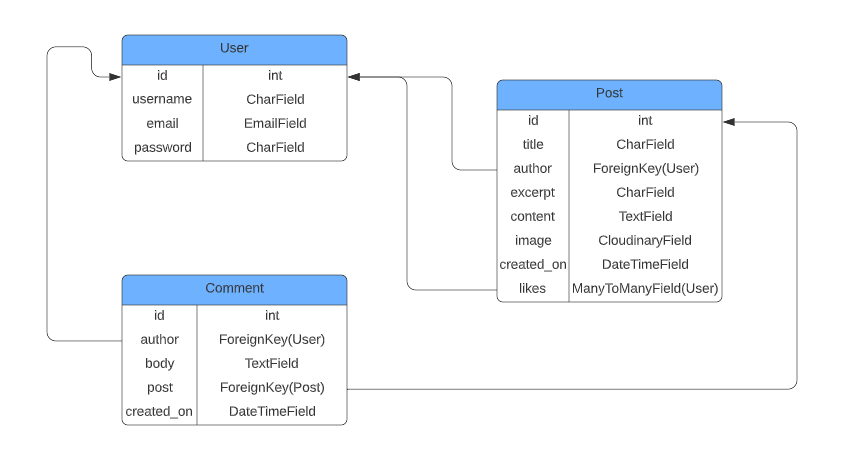 User
id int
username CharField
email EmailField
password CharField
Post
id int
title CharField
author ForeignKey(User)
excerpt CharField
content TextField
image CloudinaryField
created_on DateTimeField
likes ManyToManyField(User)
Comment
id int
author ForeignKey(User)
body TextField
post ForeignKey(Post)
created_on DateTimeField